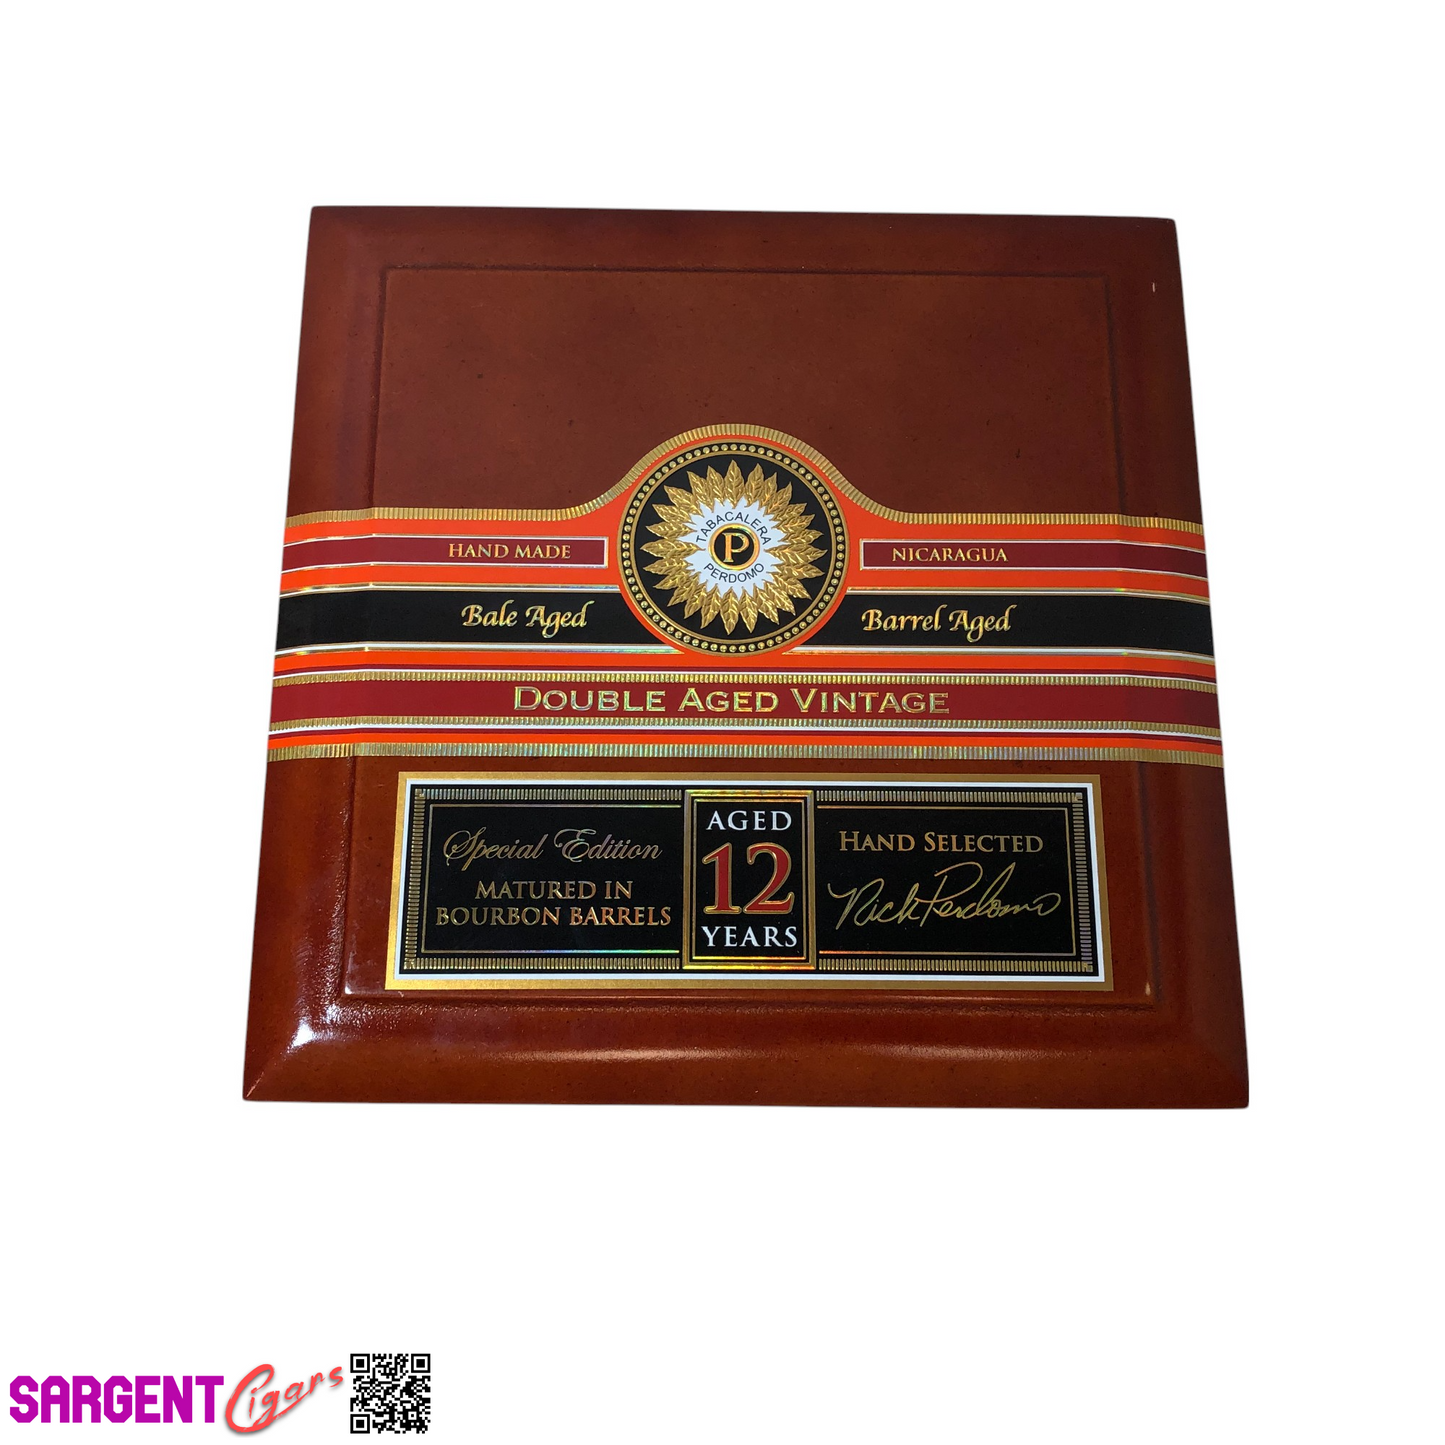 TABACALERA
P
PERDOMO
HAND MADE
NICARAGUA
Bale Aged
Barrel Aged
DOUBLE AGED VINTAGE
Special Edition
MATURED IN
BOURBON BARRELS
AGED
12
YEARS
HAND SELECTED
Nick Perdomo
SARGENT Cigars